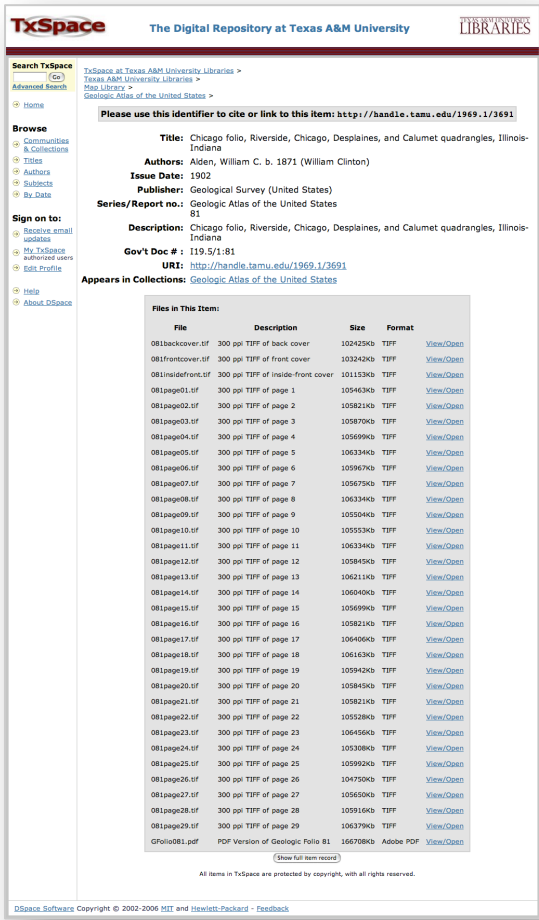 TxSpace
The Digital Repository at Texas A&M University
TEXAS A&M UNIVERSITY
LIBRARIES
Search TxSpace
Go
Advanced Search
Home
Browse
Communities
& Collections
Titles
Authors
Subjects
By Date
Sign on to:
Receive email
updates
My TxSpace
authorized users
Edit Profile
Help
About DSpace
TxSpace at Texas A&M University Libraries >
Texas A&M University Libraries >
Map Library >
Geologic Atlas of the United States >
Please use this identifier to cite or link to this item: http://handle.tamu.edu/1969.1/3691
Title: Chicago folio, Riverside, Chicago, Desplaines, and Calumet quadrangles, Illinois-
Indiana
Authors: Alden, William C. b. 1871 (William Clinton)
Issue Date: 1902
Publisher: Geological Survey (United States)
Series/Report no.: Geologic Atlas of the United States
81
Description: Chicago folio, Riverside, Chicago, Desplaines, and Calumet quadrangles, Illinois-
Indiana
Gov't Doc # : I19.5/1:81
URI: http://handle.tamu.edu/1969.1/3691
Appears in Collections: Geologic Atlas of the United States
Files in This Item:
File Description Size Format
081backcover.tif 300 ppi TIFF of back cover 102425Kb TIFF View/Open
081frontcover.tif 300 ppi TIFF of front cover 103242Kb TIFF View/Open
081insidefront.tif 300 ppi TIFF of inside-front cover 101153Kb TIFF View/Open
081page01.tif 300 ppi TIFF of page 1 105463Kb TIFF View/Open
081page02.tif 300 ppi TIFF of page 2 105821Kb TIFF View/Open
081page03.tif 300 ppi TIFF of page 3 105870Kb TIFF View/Open
081page04.tif 300 ppi TIFF of page 4 105699Kb TIFF View/Open
081page05.tif 300 ppi TIFF of page 5 106334Kb TIFF View/Open
081page06.tif 300 ppi TIFF of page 6 105967Kb TIFF View/Open
081page07.tif 300 ppi TIFF of page 7 105675Kb TIFF View/Open
081page08.tif 300 ppi TIFF of page 8 106334Kb TIFF View/Open
081page09.tif 300 ppi TIFF of page 9 105504Kb TIFF View/Open
081page10.tif 300 ppi TIFF of page 10 105553Kb TIFF View/Open
081page11.tif 300 ppi TIFF of page 11 106334Kb TIFF View/Open
081page12.tif 300 ppi TIFF of page 12 105845Kb TIFF View/Open
081page13.tif 300 ppi TIFF of page 13 106211Kb TIFF View/Open
081page14.tif 300 ppi TIFF of page 14 106040Kb TIFF View/Open
081page15.tif 300 ppi TIFF of page 15 105699Kb TIFF View/Open
081page16.tif 300 ppi TIFF of page 16 105821Kb TIFF View/Open
081page17.tif 300 ppi TIFF of page 17 106406Kb TIFF View/Open
081page18.tif 300 ppi TIFF of page 18 106163Kb TIFF View/Open
081page19.tif 300 ppi TIFF of page 19 105942Kb TIFF View/Open
081page20.tif 300 ppi TIFF of page 20 105845Kb TIFF View/Open
081page21.tif 300 ppi TIFF of page 21 105821Kb TIFF View/Open
081page22.tif 300 ppi TIFF of page 22 105528Kb TIFF View/Open
081page23.tif 300 ppi TIFF of page 23 106456Kb TIFF View/Open
081page24.tif 300 ppi TIFF of page 24 105308Kb TIFF View/Open
081page25.tif 300 ppi TIFF of page 25 105992Kb TIFF View/Open
081page26.tif 300 ppi TIFF of page 26 104750Kb TIFF View/Open
081page27.tif 300 ppi TIFF of page 27 105650Kb TIFF View/Open
081page28.tif 300 ppi TIFF of page 28 105916Kb TIFF View/Open
081page29.tif 300 ppi TIFF of page 29 106379Kb TIFF View/Open
GFolio081.pdf PDF Version of Geologic Folio 81 166708Kb Adobe PDF View/Open
Show full item record
All items in TxSpace are protected by copyright, with all rights reserved.
DSpace Software Copyright © 2002-2006 MIT and Hewlett-Packard - Feedback